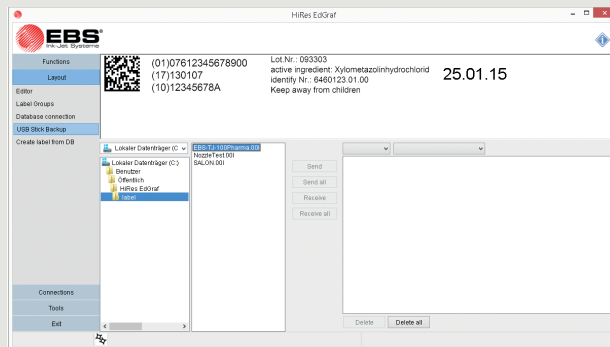 HiRes EdGraf
EBS®
Ink-Jet Systeme
Functions
Layout
Editor
Label Groups
Database connection
USB Stick Backup
Create label from DB
(01)07612345678900
(17)130107
(10)12345678A
Lot.Nr.: 093303
active ingredient: Xylometazolinhydrochlorid
identify Nr.: 6460123.01.00
Keep away from children
25.01.15
Lokaler Datenträger (C
Lokaler Datenträger (C:)
Benutzer
Öffentlich
HiRes EdGraf
label
EBS-TJ-100Pharma.00I
NozzleTest.00I
SALON.00I
Send
Send all
Receive
Receive all
Connections
Tools
Exit
Delete
Delete all